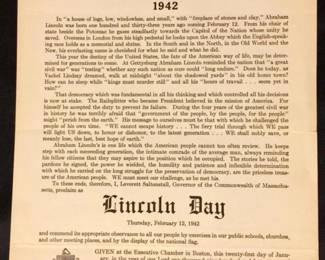 1942
In "a house of logs, low, windowless, and small," with "fireplace of stones and clay," Abraham
Lincoln was born one hundred and thirty-three years ago coming February 12. From his chair of
state beside the Potomac he gazes steadfastly towards the Capitol of the Nation whose unity he
saved. Overseas in London from his high pedestal he looks upon the Abbey which the English-speak-
ing race holds as a memorial and shrine. In the South and in the North, in the Old World and the
New, his everlasting name is cherished for what he said and what he did.
This year the destiny of the United States, the fate of the American way of life, may be deter-
mined for generations to come. At Gettysburg Abraham Lincoln reminded the nation that "a great
civil war" was "testing" whether any such nation as ours could "long endure." Does he today, as
Vachel Lindsay dreamed, walk at midnight "about the shadowed yards" in his old home town?
How can he sleep while "kings must murder still" and all his "hours of travail ... seem yet in
vain?"
That democracy which was fundamental in all his thinking and which controlled all his decisions
is now at stake. The Railsplitter who became President believed in the mission of America. For
himself he accepted the duty to prevent its failure. During the four years of the greatest civil war
in history he was terribly afraid that "government of the people, by the people, for the people"
might "perish from the earth." His message to ourselves must be that with which he challenged the
people of his own time. "WE cannot escape history . . . The fiery trial through which WE pass
will light US down, in honor or dishonor, to the latest generation . . . WE shall nobly save, or
meanly lose, the last, best hope of earth."
Abraham Lincoln's is one life which the American people cannot too often review. He keeps
step with each succeeding generation, the intimate comrade of the average man, always reminding
his fellow citizens that they may aspire to the position which he occupied. The stories he told, the
pardons he signed, the power he wielded, the humility and patience and inflexible determination
with which he carried on the long struggle for the preservation of democracy, are the priceless treas-
ure of the American people. WE must meet our challenge, as he met his.
To these ends, therefore, I, Leverett Saltonstall, Governor of the Commonwealth of Massachu-
setts, proclaim as
Lincoln Day
Thursday, February 12, 1942
and commend its appropriate observance to all our people by exercises in our public schools, churches,
and other meeting places, and by the display of the national flag.
GIVEN at the Executive Chamber in Boston, this twenty-first day of Janu-